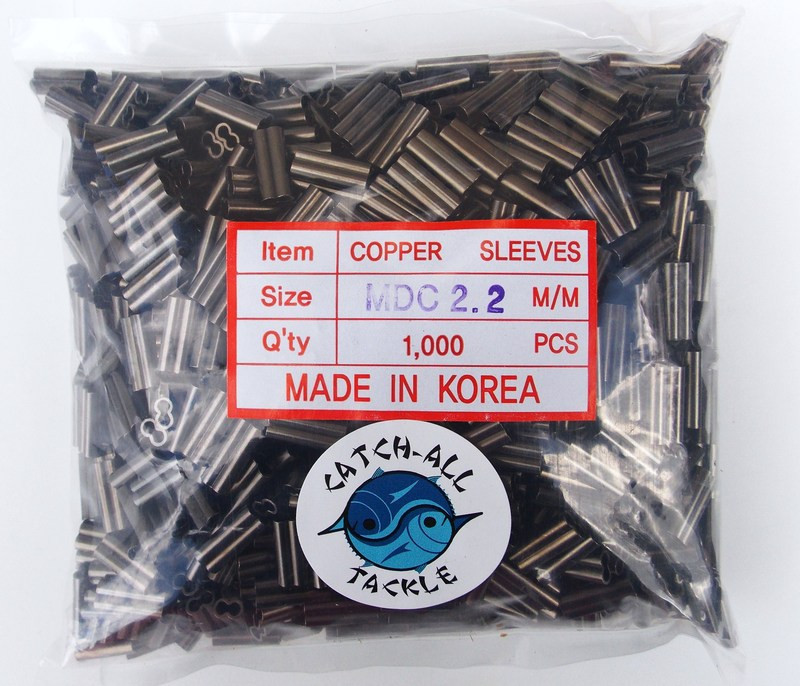 Item COPPER SLEEVES
Size MDC 2.2 M/M
Q'ty 1,000 PCS
MADE IN KOREA
CATCH-ALL
TACKLE